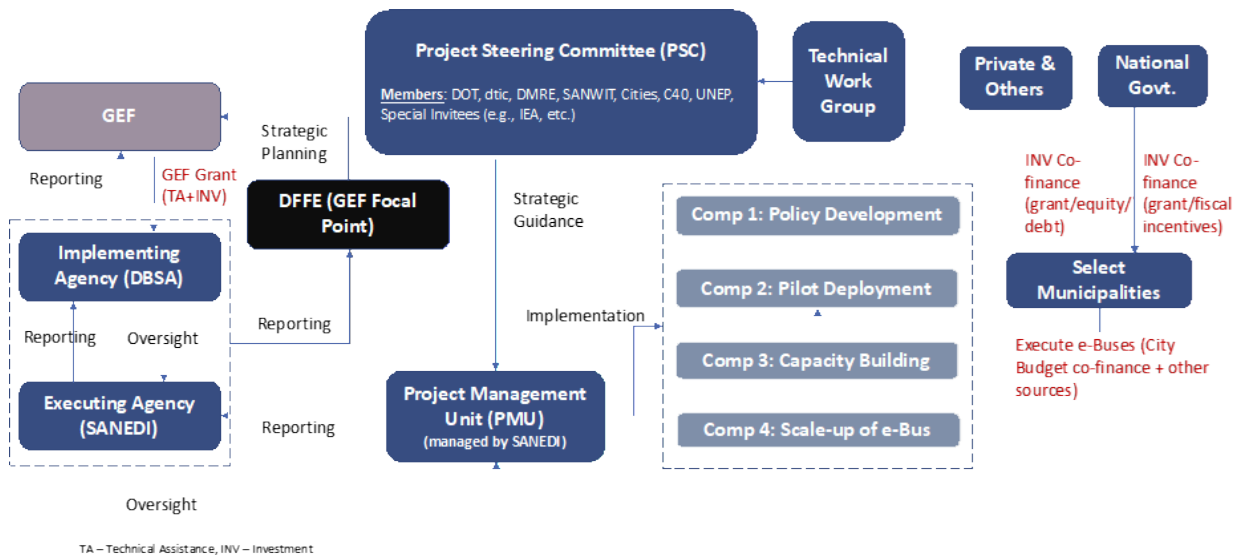 Project Steering Committee (PSC)
Members: DOT, dtic, DMRE, SANWIT, Cities, C40, UNEP,
Special Invitees (e.g., IEA, etc.)
Technical
Work
Group
Private &
Others
National
Govt.
GEF
Strategic
Planning
Reporting
GEF Grant
(TA+INV)
DFFE (GEF Focal
Point)
Strategic
Guidance
INV Co-
finance
(grant/equity/
debt)
INV Co-
finance
(grant/fiscal
incentives)
Implementing
Agency (DBSA)
Reporting
Oversight
Reporting
Executing Agency
(SANEDI)
Reporting
Oversight
Implementation
Project Management
Unit (PMU)
(managed by SANEDI)
Comp 1: Policy Development
Comp 2: Pilot Deployment
Comp 3: Capacity Building
Comp 4: Scale-up of e-Bus
Select
Municipalities
Execute e-Buses (City
Budget co-finance + other
sources)
TA – Technical Assistance, INV – Investment